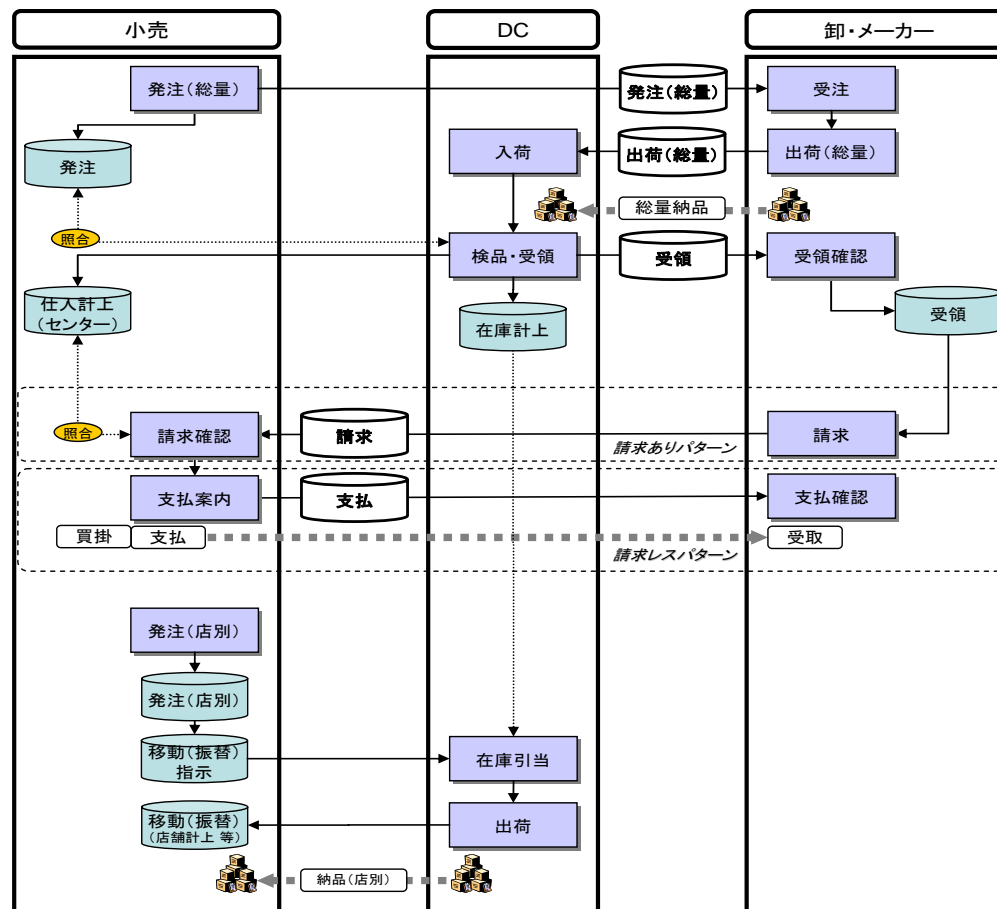 小売
DC
卸・メーカー
発注(総量)
発注(総量)
受注
発注
入荷
出荷(総量)
出荷(総量)
総量納品
照合
検品・受領
受領
受領確認
仕入計上
(センター)
在庫計上
受領
照合
請求確認
請求
請求
請求ありパターン
支払案内
支払
支払確認
買掛
支払
受取
請求レスパターン
発注(店別)
発注(店別)
移動(振替)
指示
在庫引当
移動(振替)
(店舗計上 等)
出荷
納品(店別)